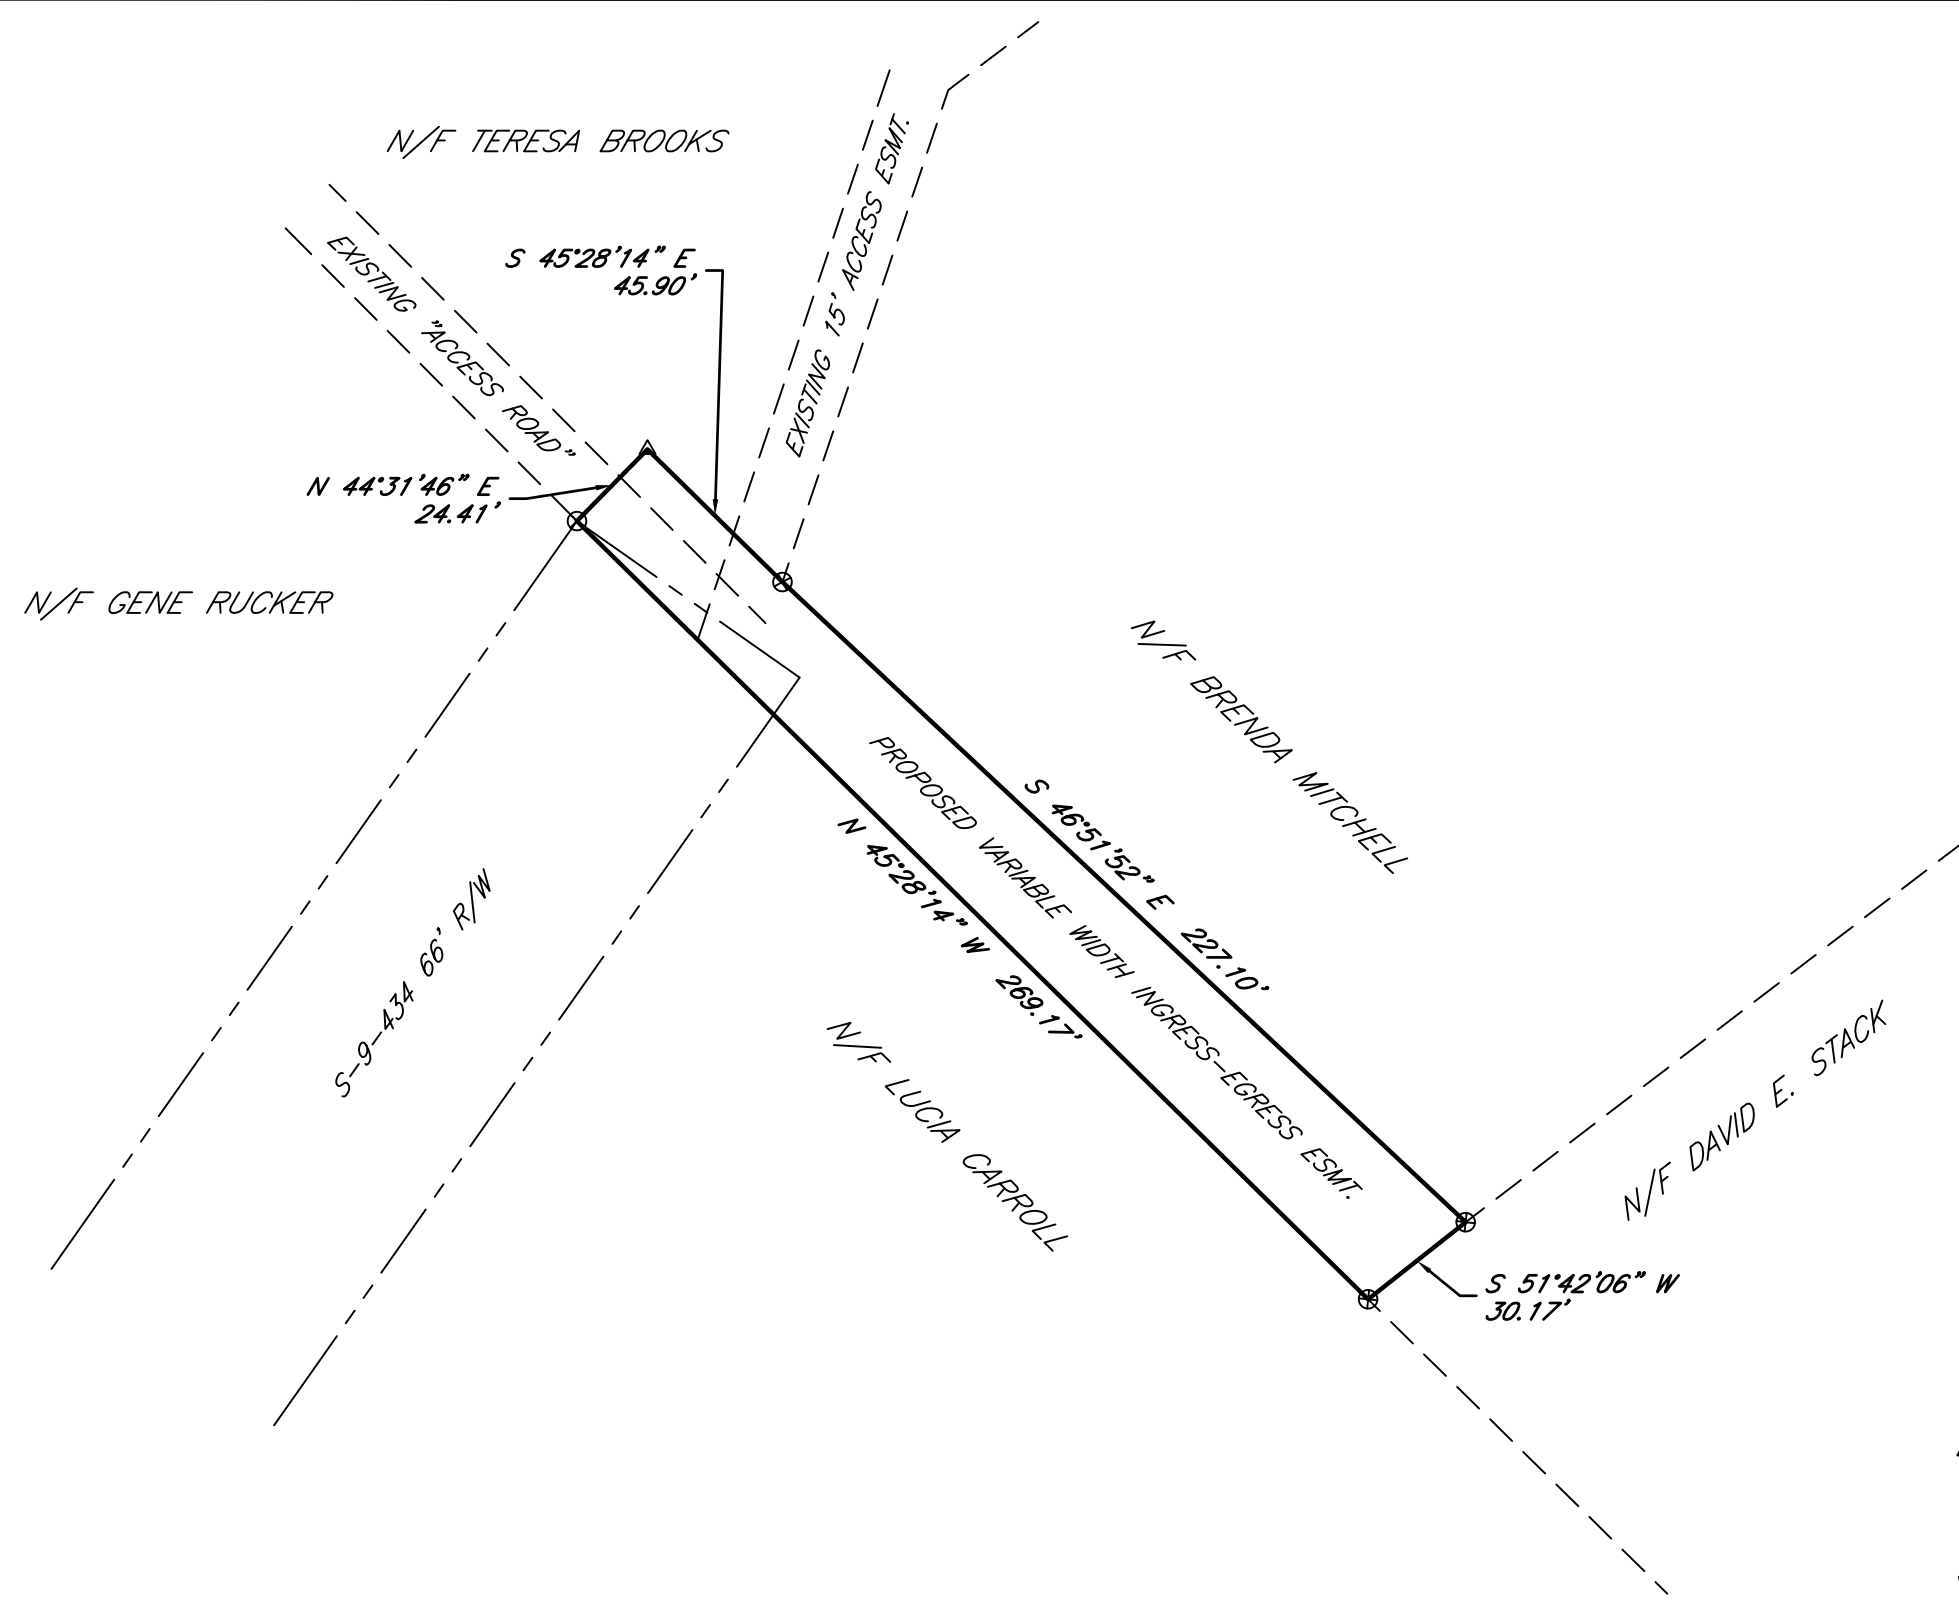 N/F TERESA BROOKS
EXISTING 15' ACCESS ESMT.
EXISTING "ACCESS ROAD"
S 45°28'14" E
45.90'
N 44°31'46" E
24.41'
N/F GENE RUCKER
N/F BRENDA MITCHELL
S 46°51'52" E 227.10'
PROPOSED VARIABLE WIDTH INGRESS-EGRESS ESMT.
N 45°28'14" W 269.17'
S-9-434 66' R/W
N/F LUCIA CARROLL
N/F DAVID E. STACK
S 51°42'06" W
30.17'